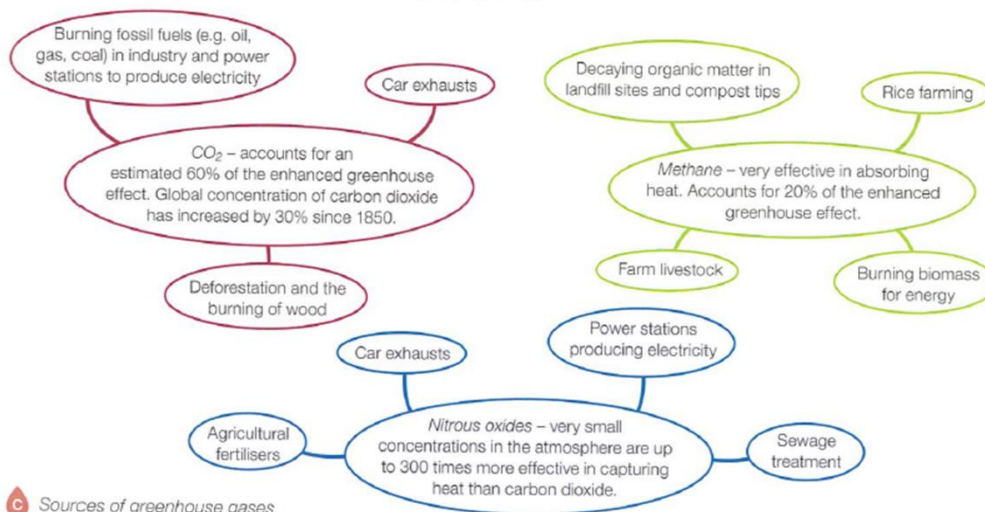 Burning fossil fuels (e.g. oil,
gas, coal) in industry and power
stations to produce electricity
Car exhausts
CO₂ – accounts for an
estimated 60% of the enhanced greenhouse
effect. Global concentration of carbon dioxide
has increased by 30% since 1850.
Deforestation and the
burning of wood
Decaying organic matter in
landfill sites and compost tips
Rice farming
Methane – very effective in absorbing
heat. Accounts for 20% of the enhanced
greenhouse effect.
Farm livestock
Burning biomass
for energy
Car exhausts
Power stations
producing electricity
Agricultural
fertilisers
Nitrous oxides – very small
concentrations in the atmosphere are up
to 300 times more effective in capturing
heat than carbon dioxide.
Sewage
treatment
C Sources of greenhouse gases